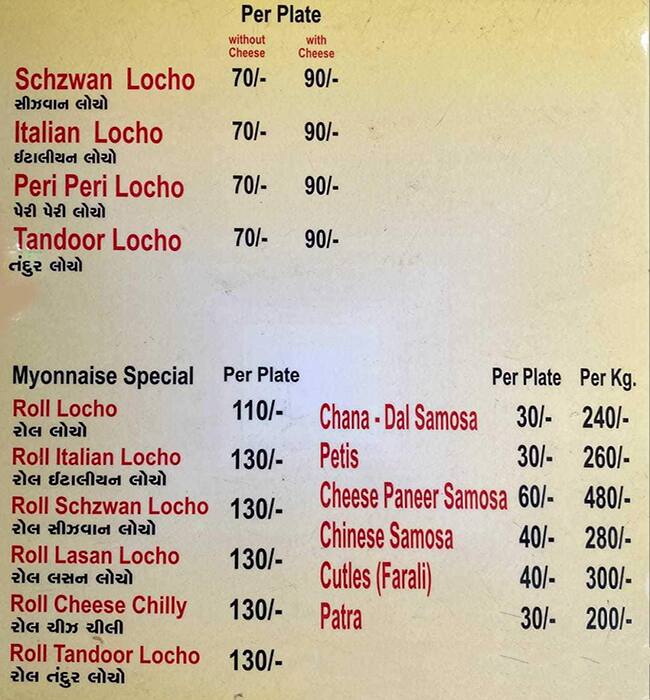 Per Plate
without Cheese with Cheese
Schzwan Locho 70/- 90/-
સીઝવાન લોચો
Italian Locho 70/- 90/-
ઈટાલીયન લોચો
Peri Peri Locho 70/- 90/-
પેરી પેરી લોચો
Tandoor Locho 70/- 90/-
તંદુર લોચો
Myonnaise Special Per Plate
Roll Locho 110/-
રોલ લોચો
Roll Italian Locho 130/-
રોલ ઈટાલીયન લોચો
Roll Schzwan Locho 130/-
રોલ સીઝવાન લોચો
Roll Lasan Locho 130/-
રોલ લસન લોચો
Roll Cheese Chilly 130/-
રોલ ચીઝ ચીલી
Roll Tandoor Locho 130/-
રોલ તંદુર લોચો
Per Plate Per Kg.
Chana - Dal Samosa 30/- 240/-
Petis 30/- 260/-
Cheese Paneer Samosa 60/- 480/-
Chinese Samosa 40/- 280/-
Cutles (Farali) 40/- 300/-
Patra 30/- 200/-